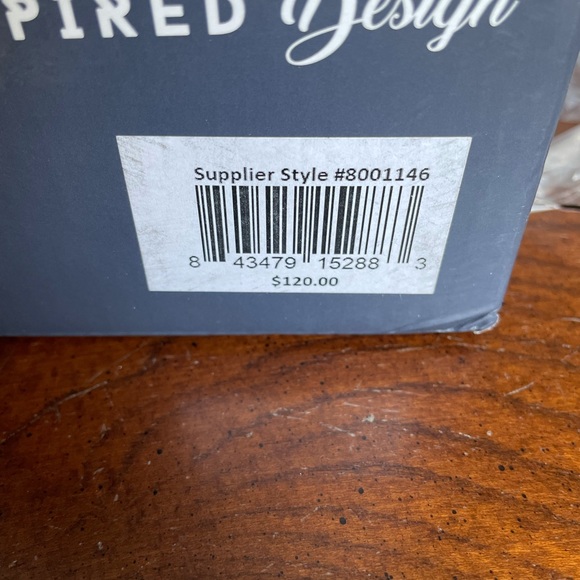 PIRED Design
Supplier Style #8001146
8 43479 15288 3
$120.00